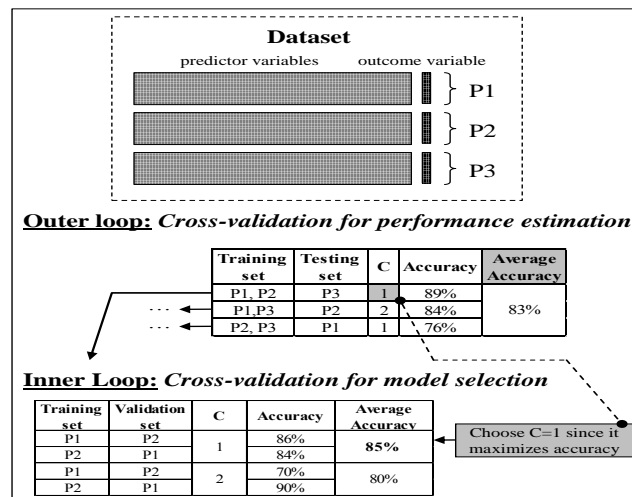 Dataset
predictor variables outcome variable
P1
P2
P3
Outer loop: Cross-validation for performance estimation
Training set Testing set C Accuracy Average Accuracy
P1, P2 P3 1 89% 83%
... P1,P3 P2 2 84%
... P2, P3 P1 1 76%
Inner Loop: Cross-validation for model selection
Training set Validation set C Accuracy Average Accuracy
P1 P2 1 86% 85%
P2 P1 84%
P1 P2 2 70% 80%
P2 P1 90%
Choose C=1 since it
maximizes accuracy